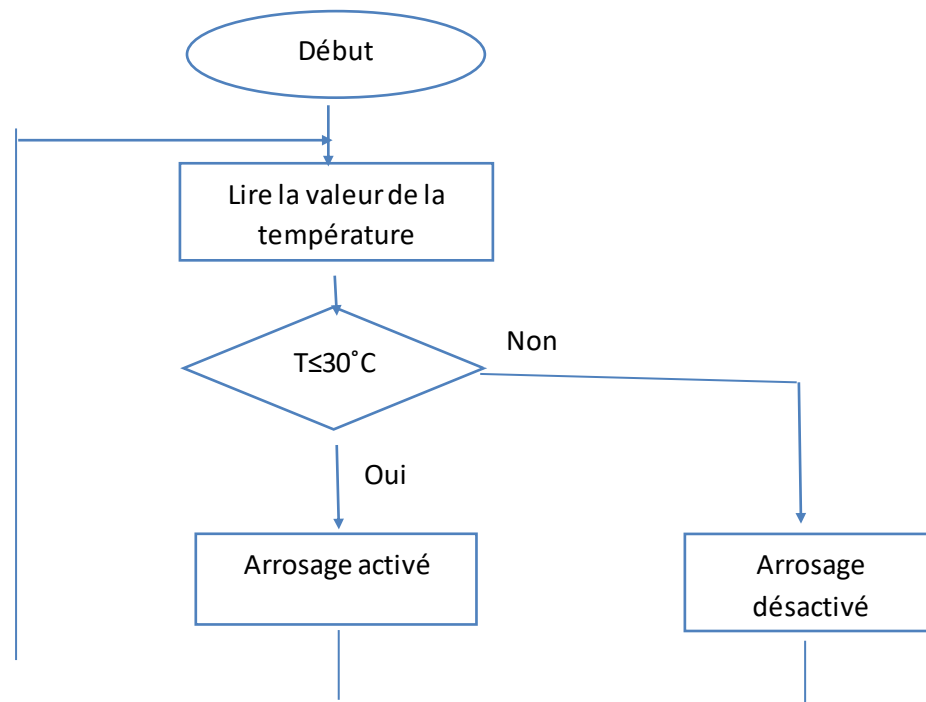 Début
Lire la valeur de la
température
T≤30˚C
Non
Oui
Arrosage activé
Arrosage
désactivé